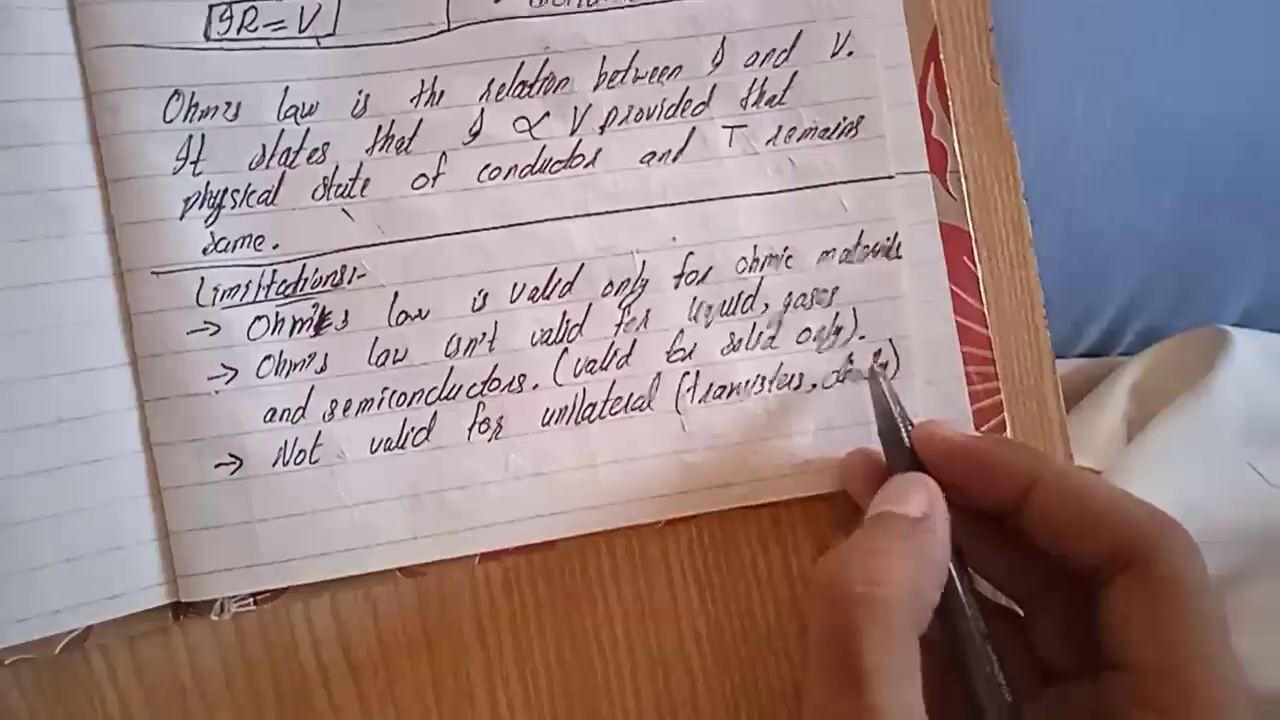 IR = V
Ohm's law is the relation between I and V.
It states that I ∝ V provided that
physical state of conductor and T remains
same.
Limitations:-
→ Ohm's law is valid only for ohmic materials
→ Ohm's law isn't valid for liquid, gases
and semiconductors. (valid for solid only).
→ Not valid for unilateral (transistors,